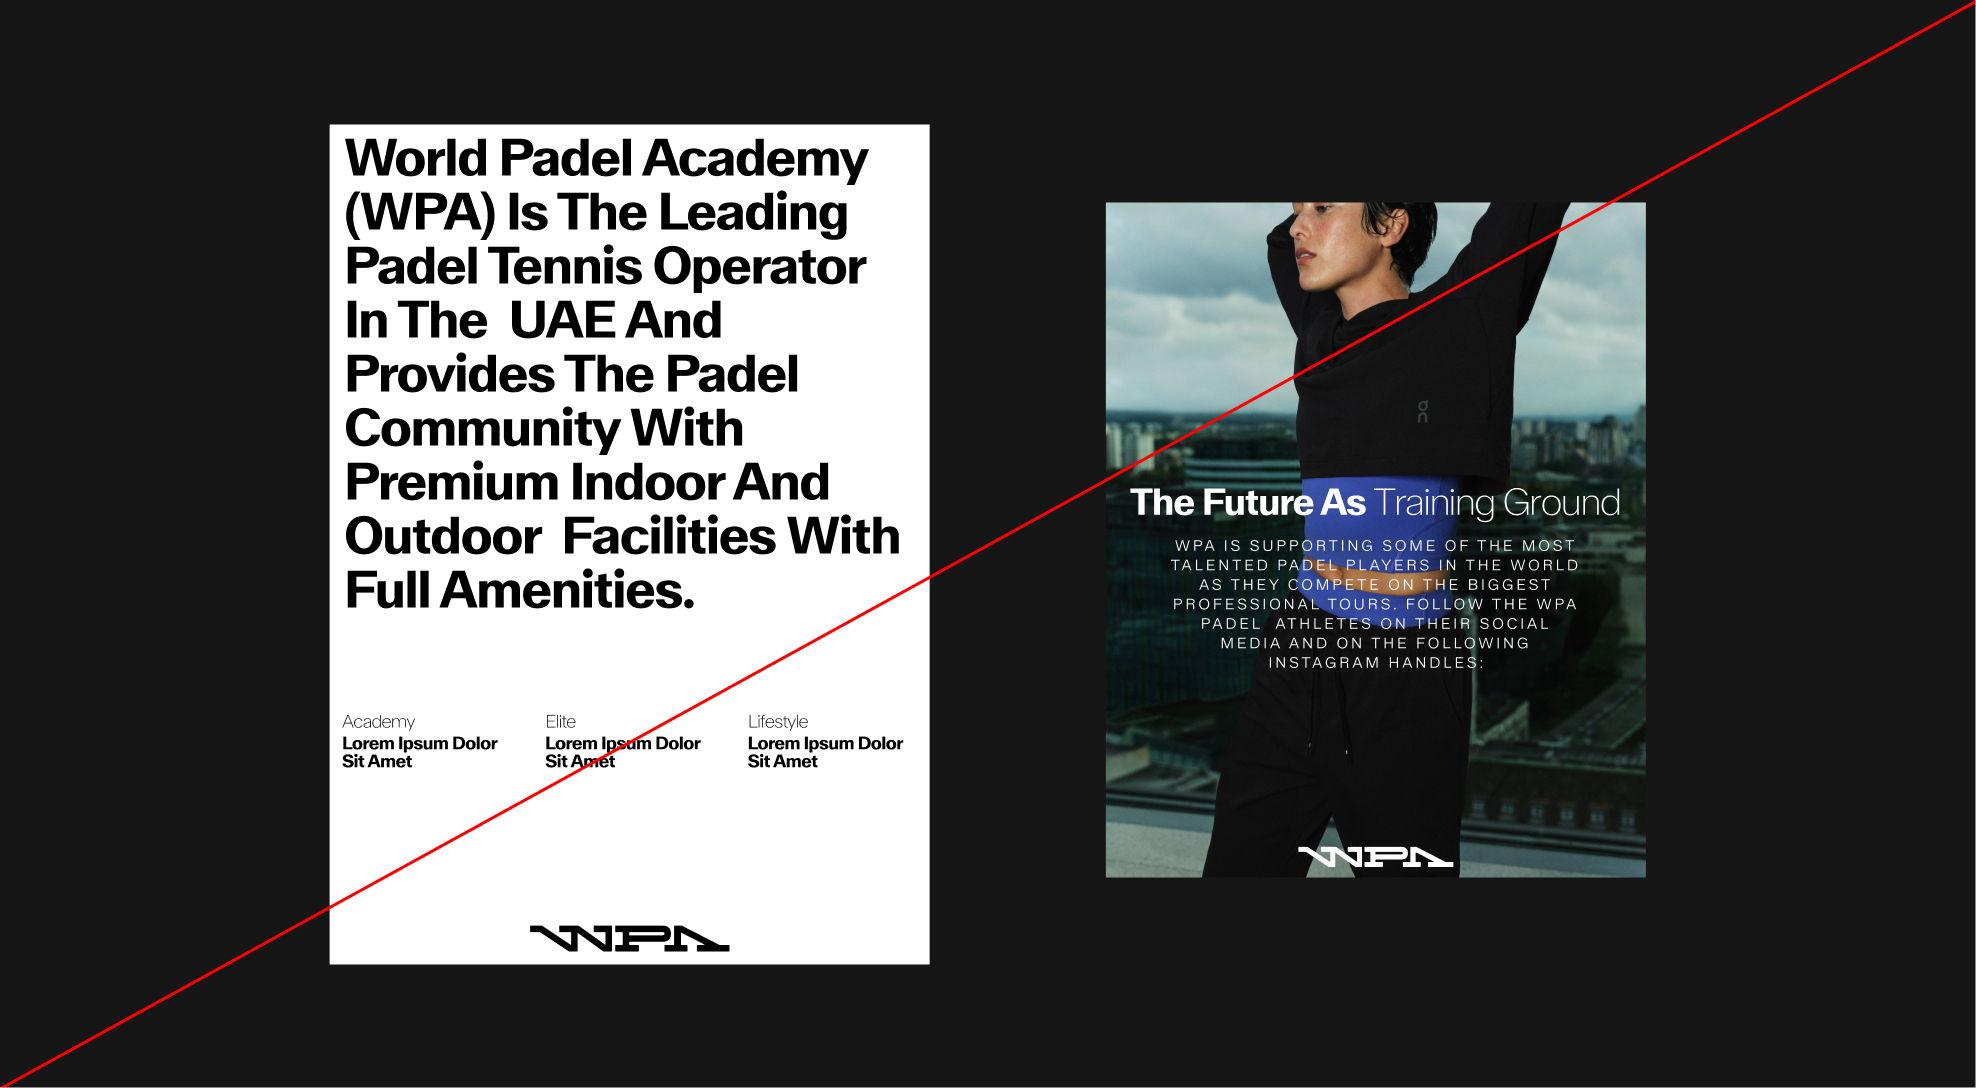 World Padel Academy
(WPA) Is The Leading
Padel Tennis Operator
In The  UAE And
Provides The Padel
Community With
Premium Indoor And
Outdoor  Facilities With
Full Amenities.
Academy
Lorem Ipsum Dolor
Sit Amet
Elite
Lorem Ipsum Dolor
Sit Amet
Lifestyle
Lorem Ipsum Dolor
Sit Amet
WPA
on
The Future As Training Ground
WPA IS SUPPORTING SOME OF THE MOST
TALENTED PADEL PLAYERS IN THE WORLD
AS THEY COMPETE ON THE BIGGEST
PROFESSIONAL TOURS. FOLLOW THE WPA
PADEL  ATHLETES ON THEIR SOCIAL
MEDIA AND ON THE FOLLOWING
INSTAGRAM HANDLES:
WPA